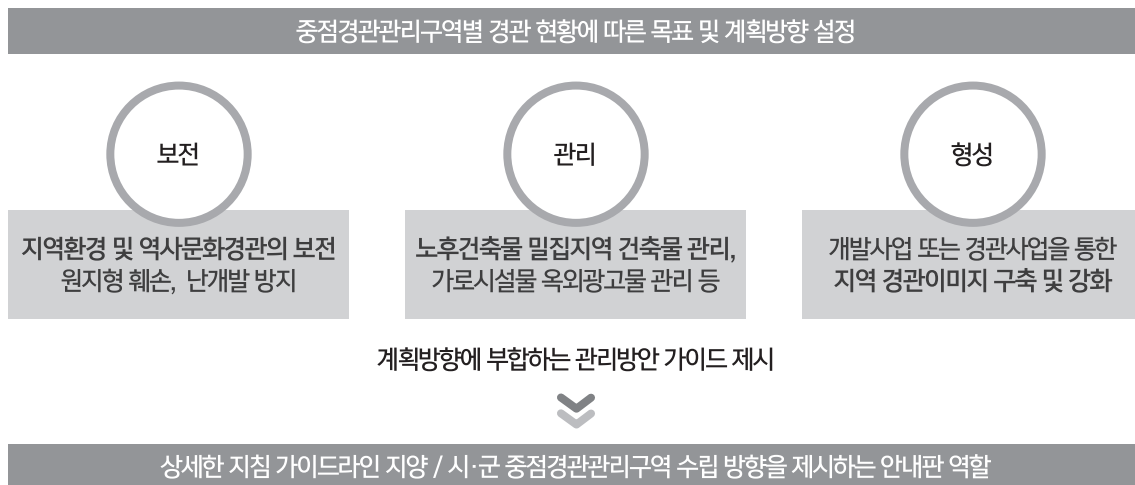 중점경관관리구역별 경관 현황에 따른 목표 및 계획방향 설정
보전
관리
형성
지역환경 및 역사문화경관의 보전
원지형 훼손, 난개발 방지
노후건축물 밀집지역 건축물 관리,
가로시설물 옥외광고물 관리 등
개발사업 또는 경관사업을 통한
지역 경관이미지 구축 및 강화
계획방향에 부합하는 관리방안 가이드 제시
상세한 지침 가이드라인 지양 / 시·군 중점경관관리구역 수립 방향을 제시하는 안내판 역할